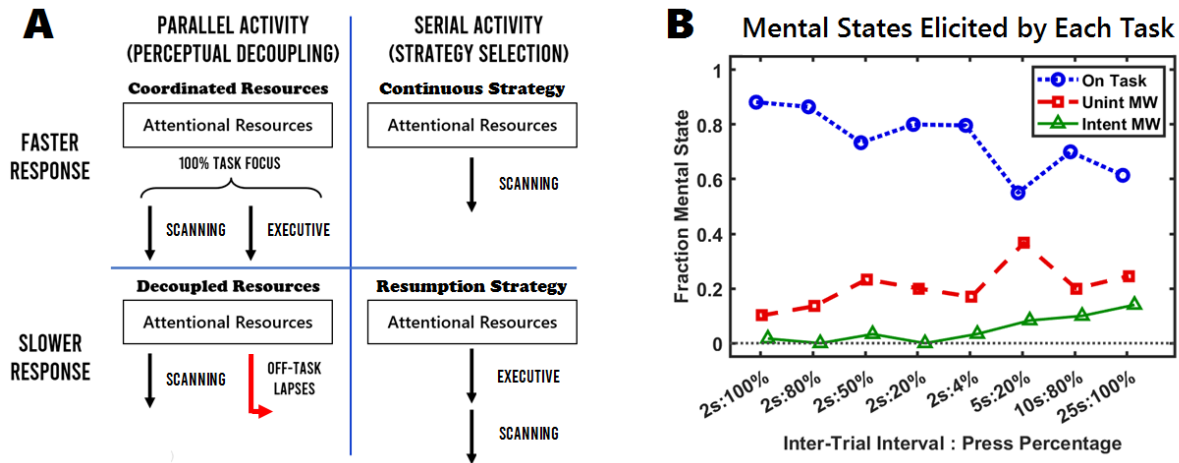 A
PARALLEL ACTIVITY
(PERCEPTUAL DECOUPLING)
SERIAL ACTIVITY
(STRATEGY SELECTION)
FASTER
RESPONSE
Coordinated Resources
Attentional Resources
100% TASK FOCUS
SCANNING
EXECUTIVE
Continuous Strategy
Attentional Resources
SCANNING
SLOWER
RESPONSE
Decoupled Resources
Attentional Resources
SCANNING
OFF-TASK
LAPSES
Resumption Strategy
Attentional Resources
EXECUTIVE
SCANNING
B
Mental States Elicited by Each Task
On Task
Unint MW
Intent MW
Fraction Mental State
1
0.8
0.6
0.4
0.2
0
2s:100%
2s:80%
2s:50%
2s:20%
2s:4%
5s:20%
10s:80%
25s:100%
Inter-Trial Interval : Press Percentage